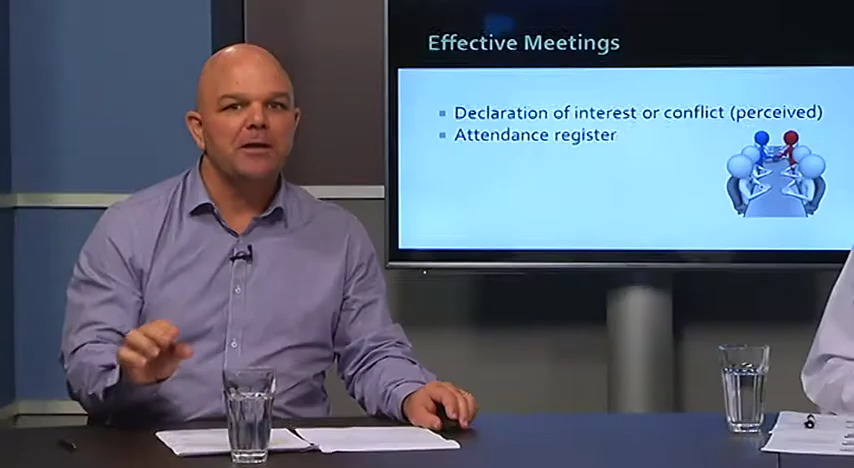 Effective Meetings
Declaration of interest or conflict (perceived)
Attendance register